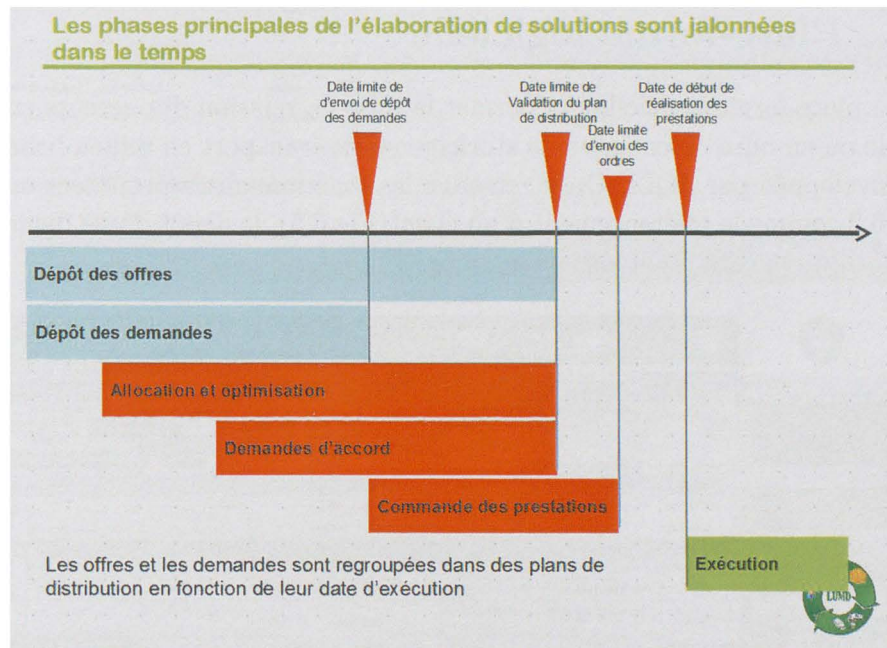 Les phases principales de l'élaboration de solutions sont jalonnées
dans le temps
Date limite de
d'envoi de dépôt
des demandes
Date limite de
Validation du plan
de distribution
Date limite
d'envoi des
ordres
Date de début de
réalisation des
préstations
Dépôt des offres
Dépôt des demandes
Allocation et optimisation
Demandes d'accord
Commande des prestations
Exécution
Les offres et les demandes sont regroupées dans des plans de
distribution en fonction de leur date d'exécution
LUMD